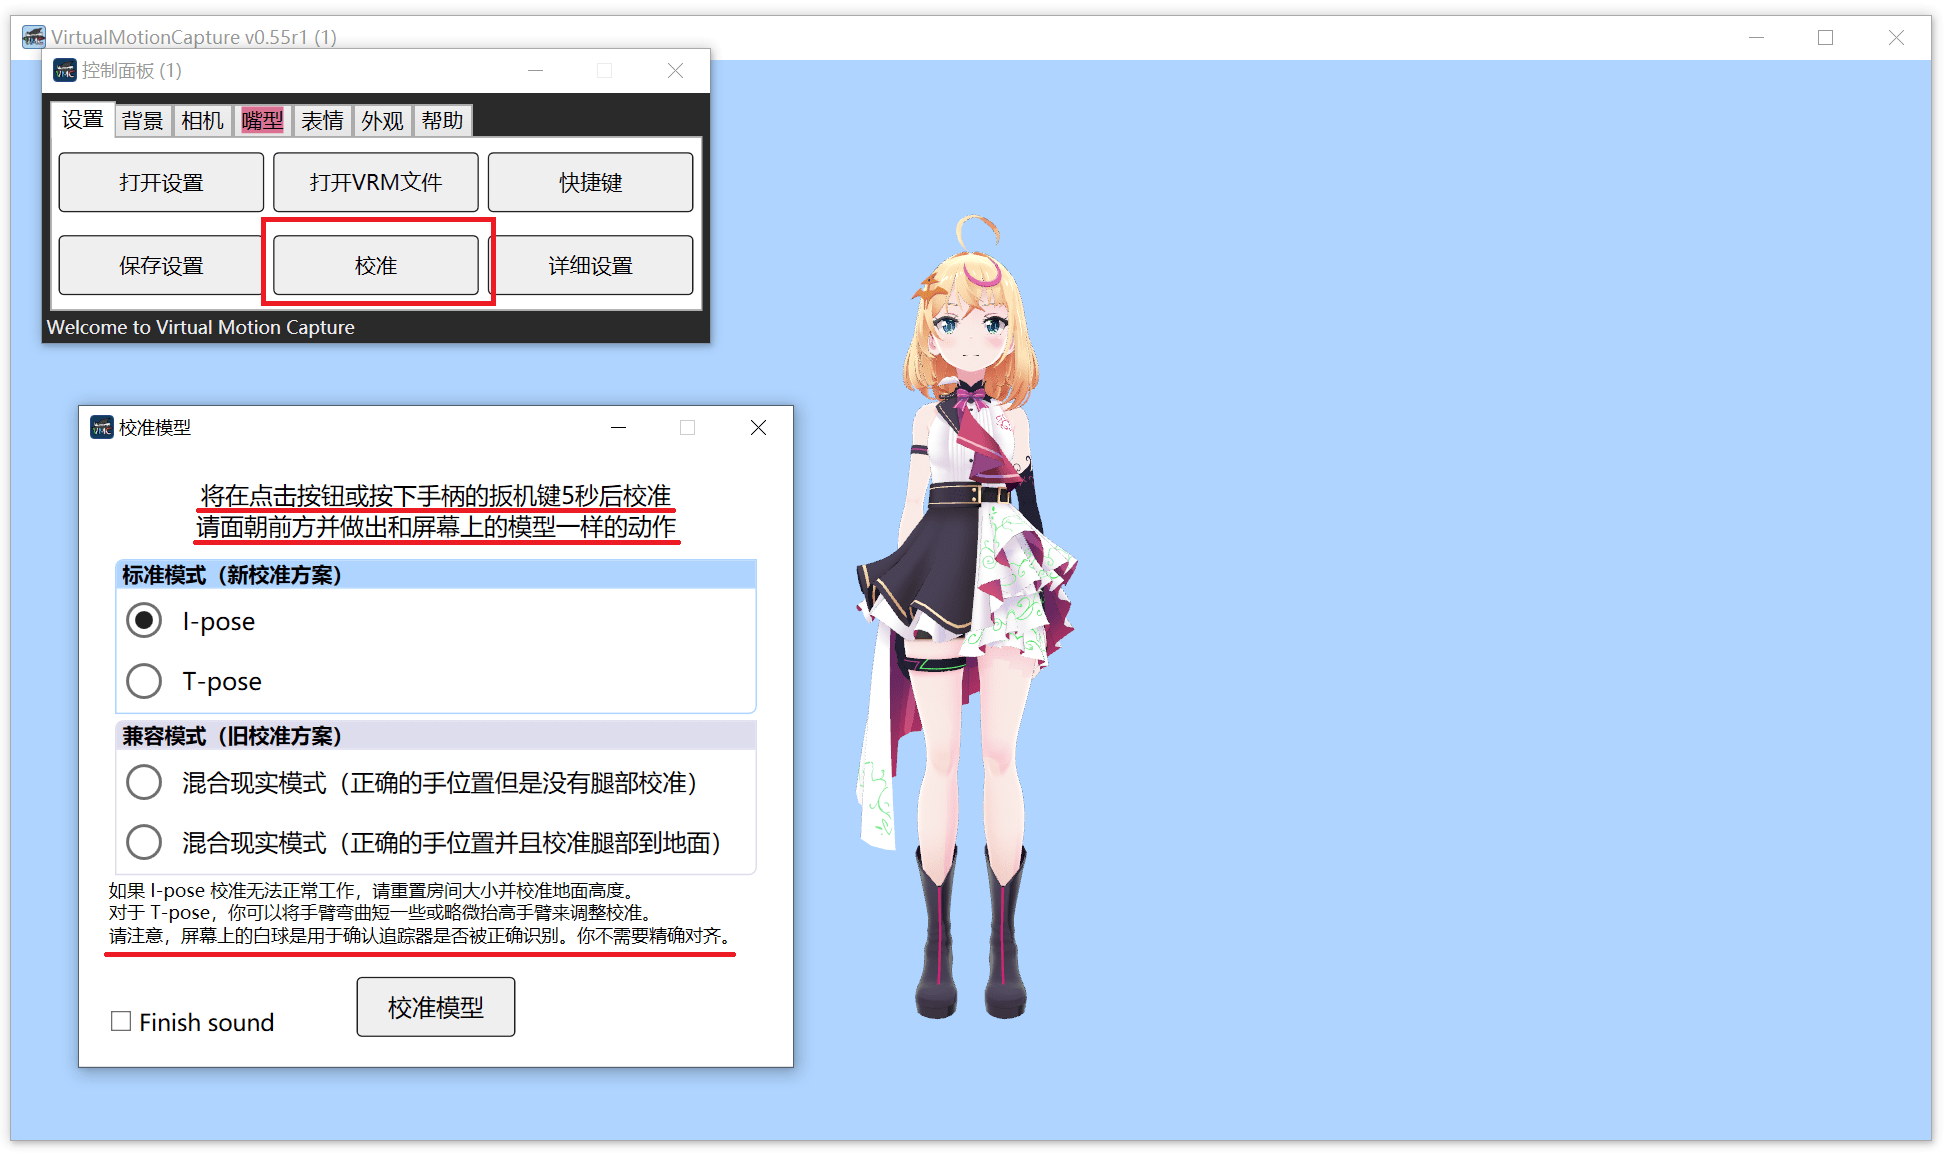 VirtualMotionCapture v0.55r1 (1)
控制面板 (1)
设置 背景 相机 嘴型 表情 外观 帮助
打开设置 打开VRM文件 快捷键
保存设置 校准 详细设置
Welcome to Virtual Motion Capture
校准模型
将在点击按钮或按下手柄的扳机键5秒后校准
请面朝前方并做出和屏幕上的模型一样的动作
标准模式（新校准方案）
I-pose
T-pose
兼容模式（旧校准方案）
混合现实模式（正确的手位置但是没有腿部校准）
混合现实模式（正确的手位置并且校准腿部到地面）
如果 I-pose 校准无法正常工作，请重置房间大小并校准地面高度。
对于 T-pose，你可以将手臂弯曲短一些或略微抬高手臂来调整校准。
请注意，屏幕上的白球是用于确认追踪器是否被正确识别。你不需要精确对齐。
Finish sound
校准模型